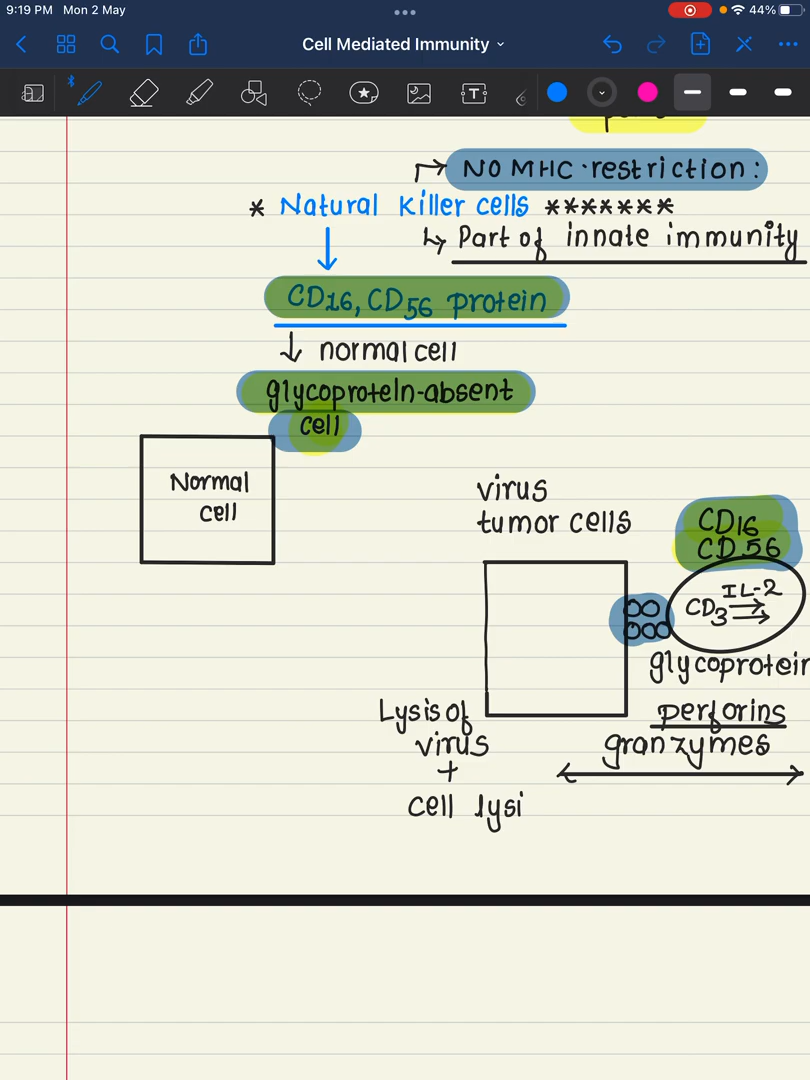 9:19 PM Mon 2 May
44%
Cell Mediated Immunity
NO MHC restriction:
* Natural Killer cells *******
Part of innate immunity
CD16, CD56 protein
normal cell
glycoprotein-absent
cell
Normal
cell
virus
tumor cells
CD16
CD56
IL-2
CD3
glycoprotein
perforins
granzymes
Lysis of
virus
+
cell lysi